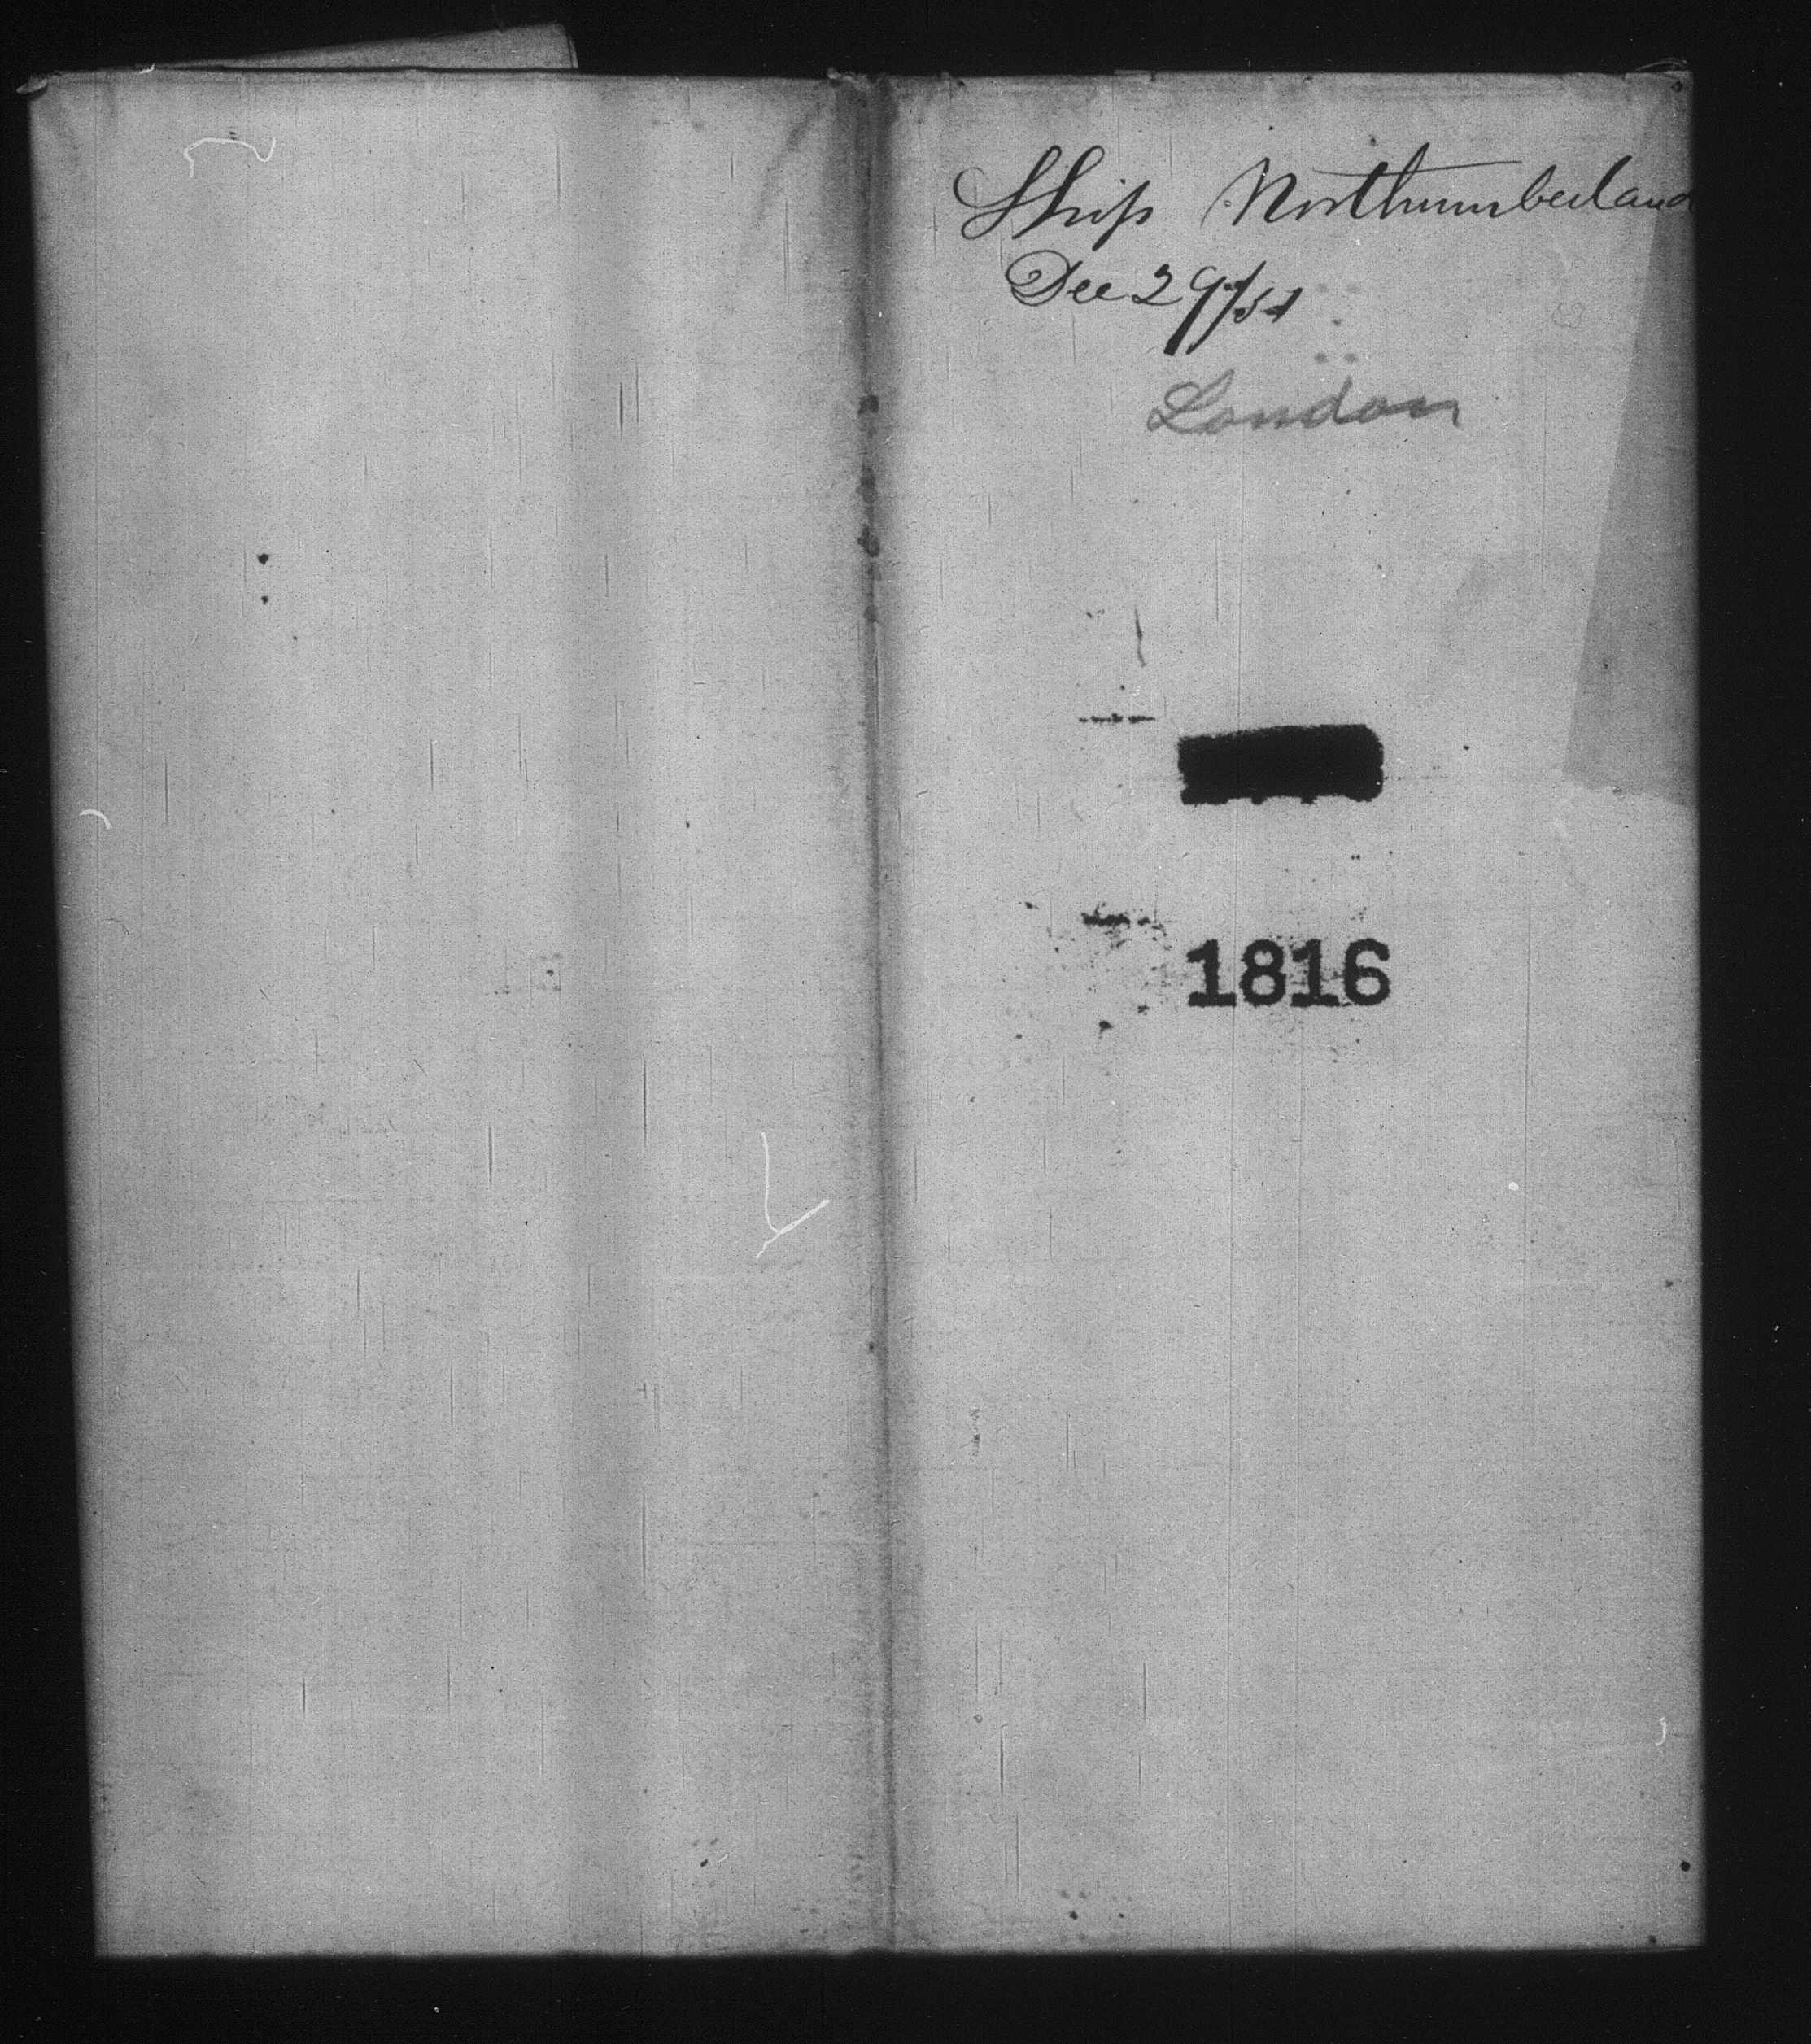 Ship Northumberland
Dec 29/51
London
1816